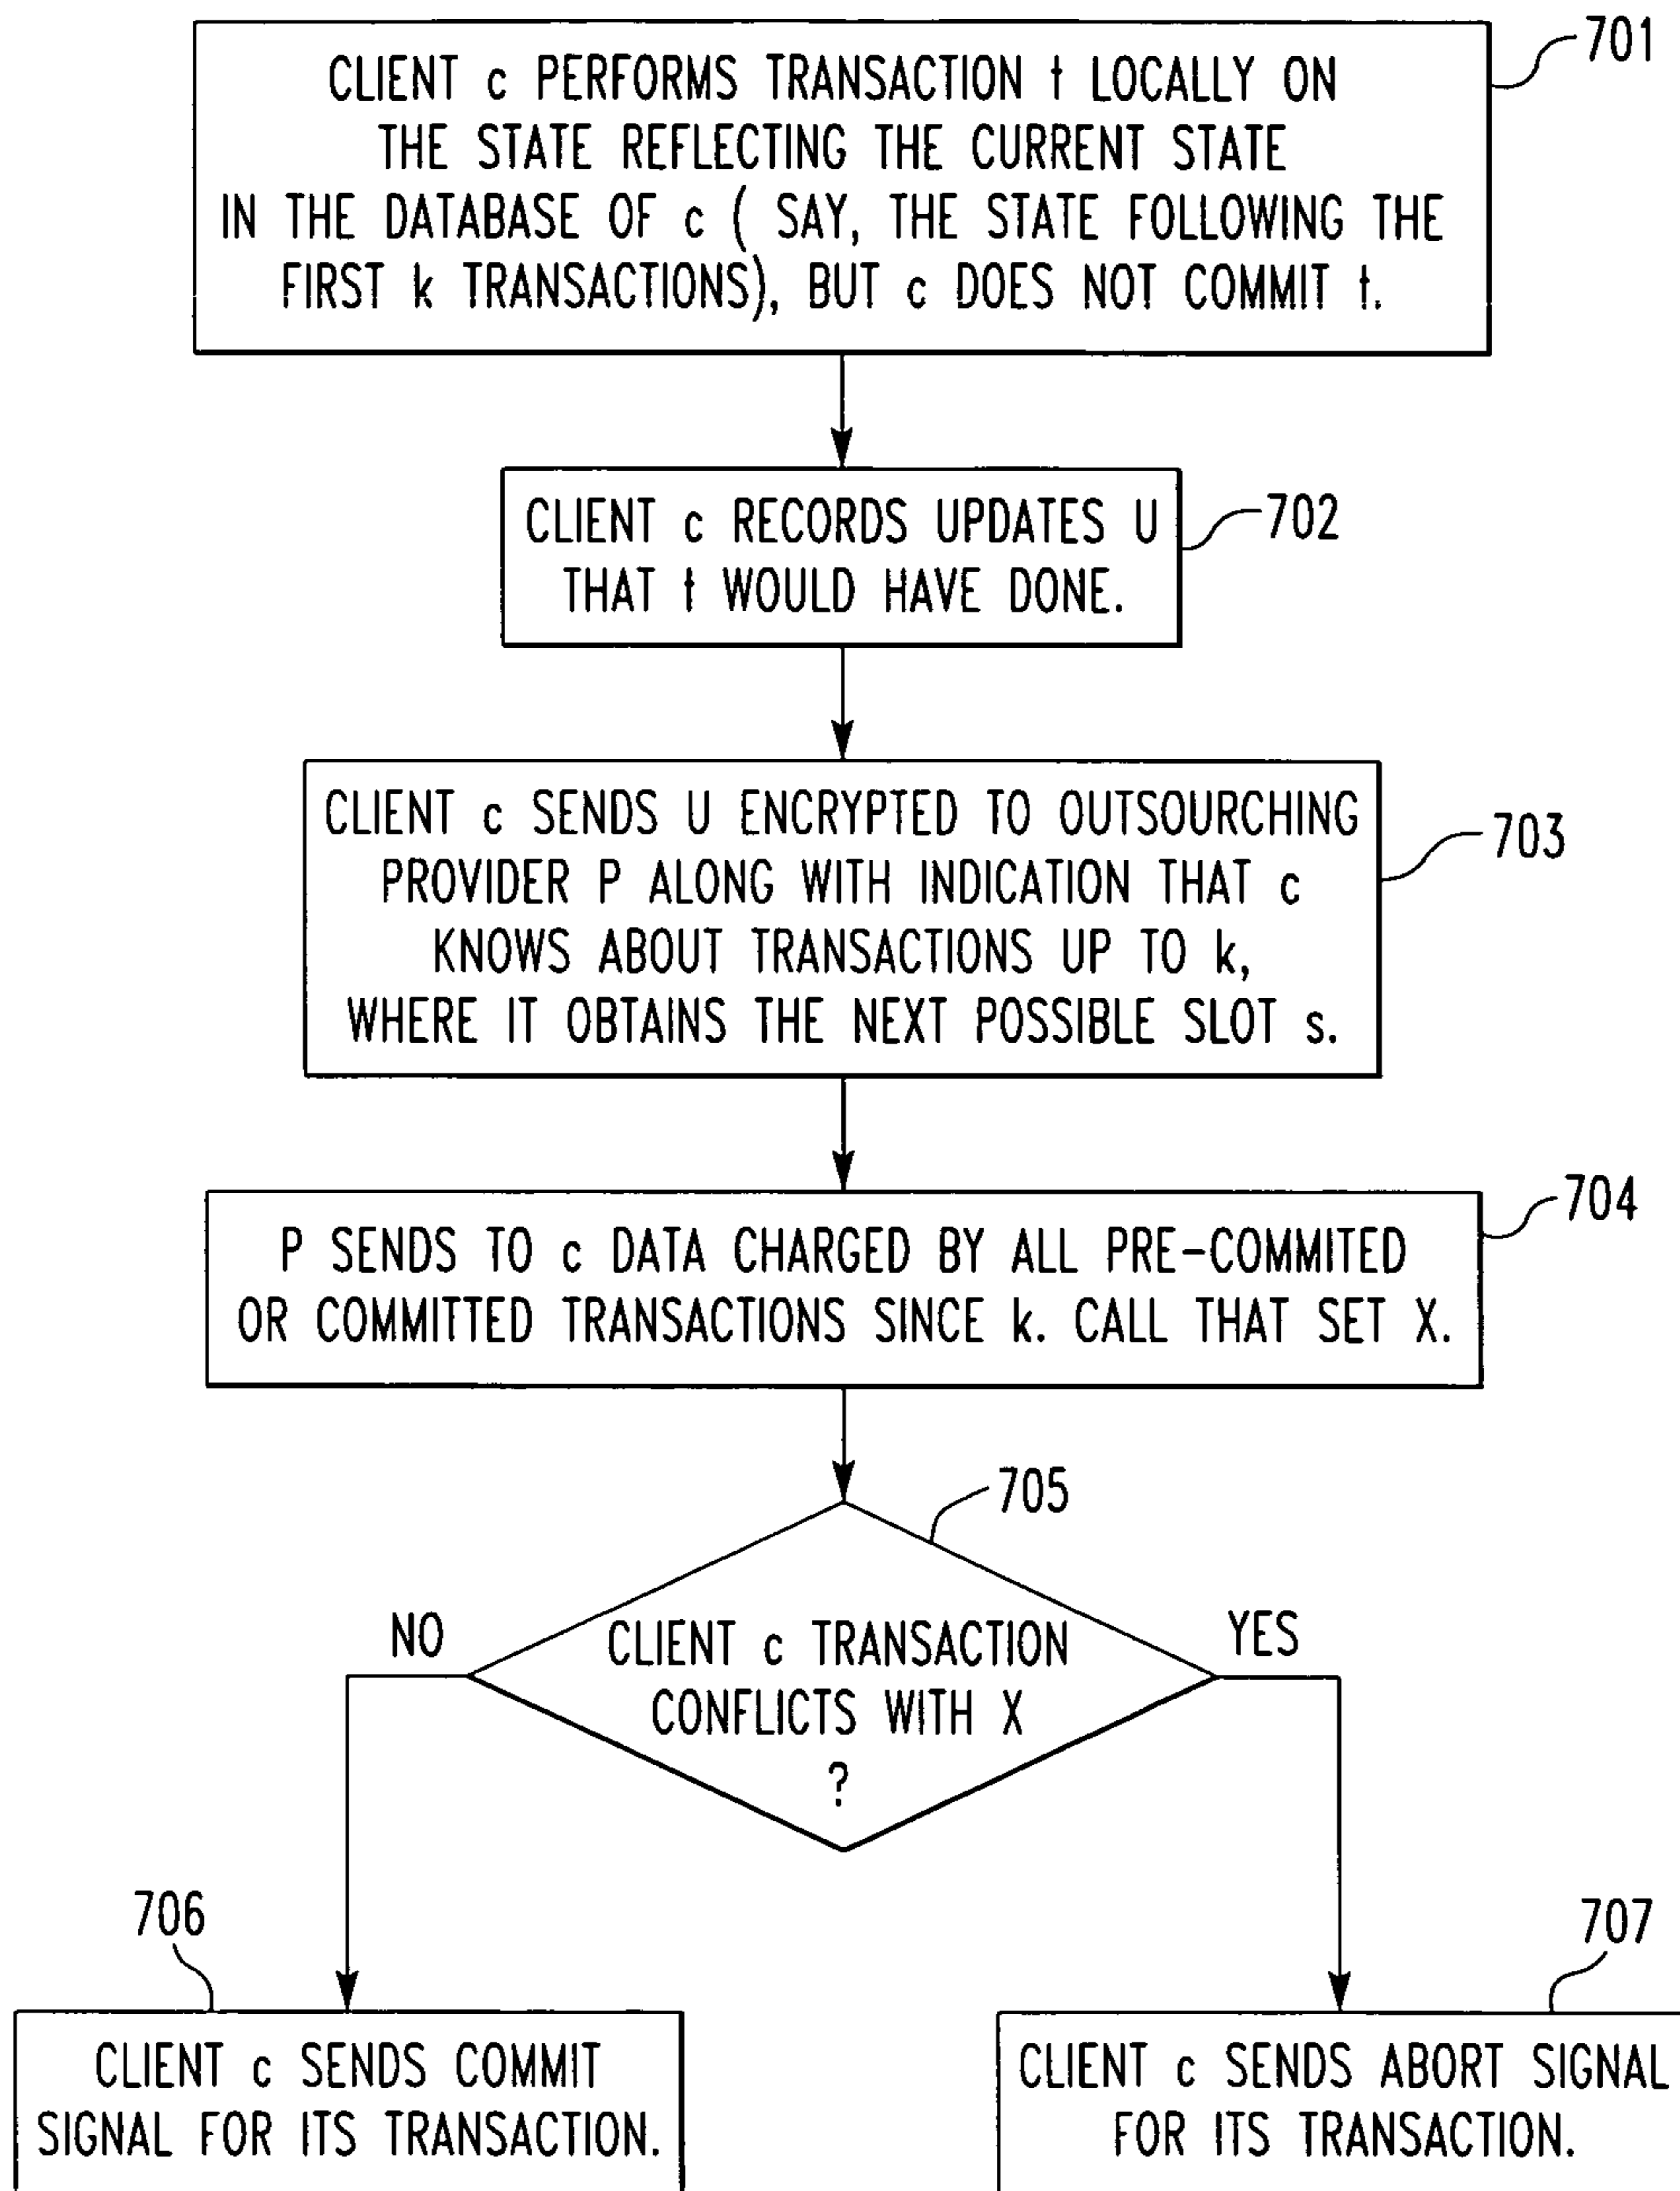 701
CLIENT c PERFORMS TRANSACTION t LOCALLY ON
THE STATE REFLECTING THE CURRENT STATE
IN THE DATABASE OF c ( SAY, THE STATE FOLLOWING THE
FIRST k TRANSACTIONS), BUT c DOES NOT COMMIT t.
702
CLIENT c RECORDS UPDATES U
THAT t WOULD HAVE DONE.
703
CLIENT c SENDS U ENCRYPTED TO OUTSOURCHING
PROVIDER P ALONG WITH INDICATION THAT c
KNOWS ABOUT TRANSACTIONS UP TO k,
WHERE IT OBTAINS THE NEXT POSSIBLE SLOT s.
704
P SENDS TO c DATA CHARGED BY ALL PRE-COMMITED
OR COMMITTED TRANSACTIONS SINCE k. CALL THAT SET X.
705
NO
YES
CLIENT c TRANSACTION
CONFLICTS WITH X
?
706
CLIENT c SENDS COMMIT
SIGNAL FOR ITS TRANSACTION.
707
CLIENT c SENDS ABORT SIGNAL
FOR ITS TRANSACTION.